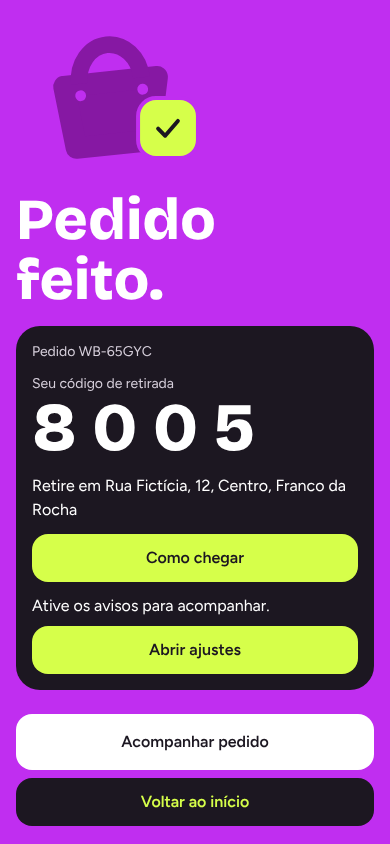 Pedido
feito.
Pedido WB-65GYC
Seu código de retirada
8 0 0 5
Retire em Rua Fictícia, 12, Centro, Franco da
Rocha
Como chegar
Ative os avisos para acompanhar.
Abrir ajustes
Acompanhar pedido
Voltar ao início